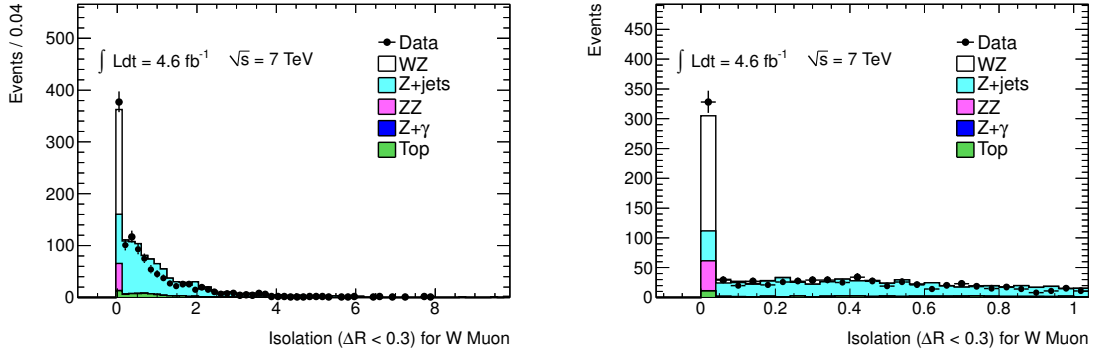 Events / 0.04
500
400
300
200
100
0
∫ Ldt = 4.6 fb⁻¹ √s = 7 TeV
Data
WZ
Z+jets
ZZ
Z+γ
Top
0 2 4 6 8
Isolation (ΔR < 0.3) for W Muon
Events
450
400
350
300
250
200
150
100
50
0
∫ Ldt = 4.6 fb⁻¹ √s = 7 TeV
Data
WZ
Z+jets
ZZ
Z+γ
Top
0 0.2 0.4 0.6 0.8 1
Isolation (ΔR < 0.3) for W Muon